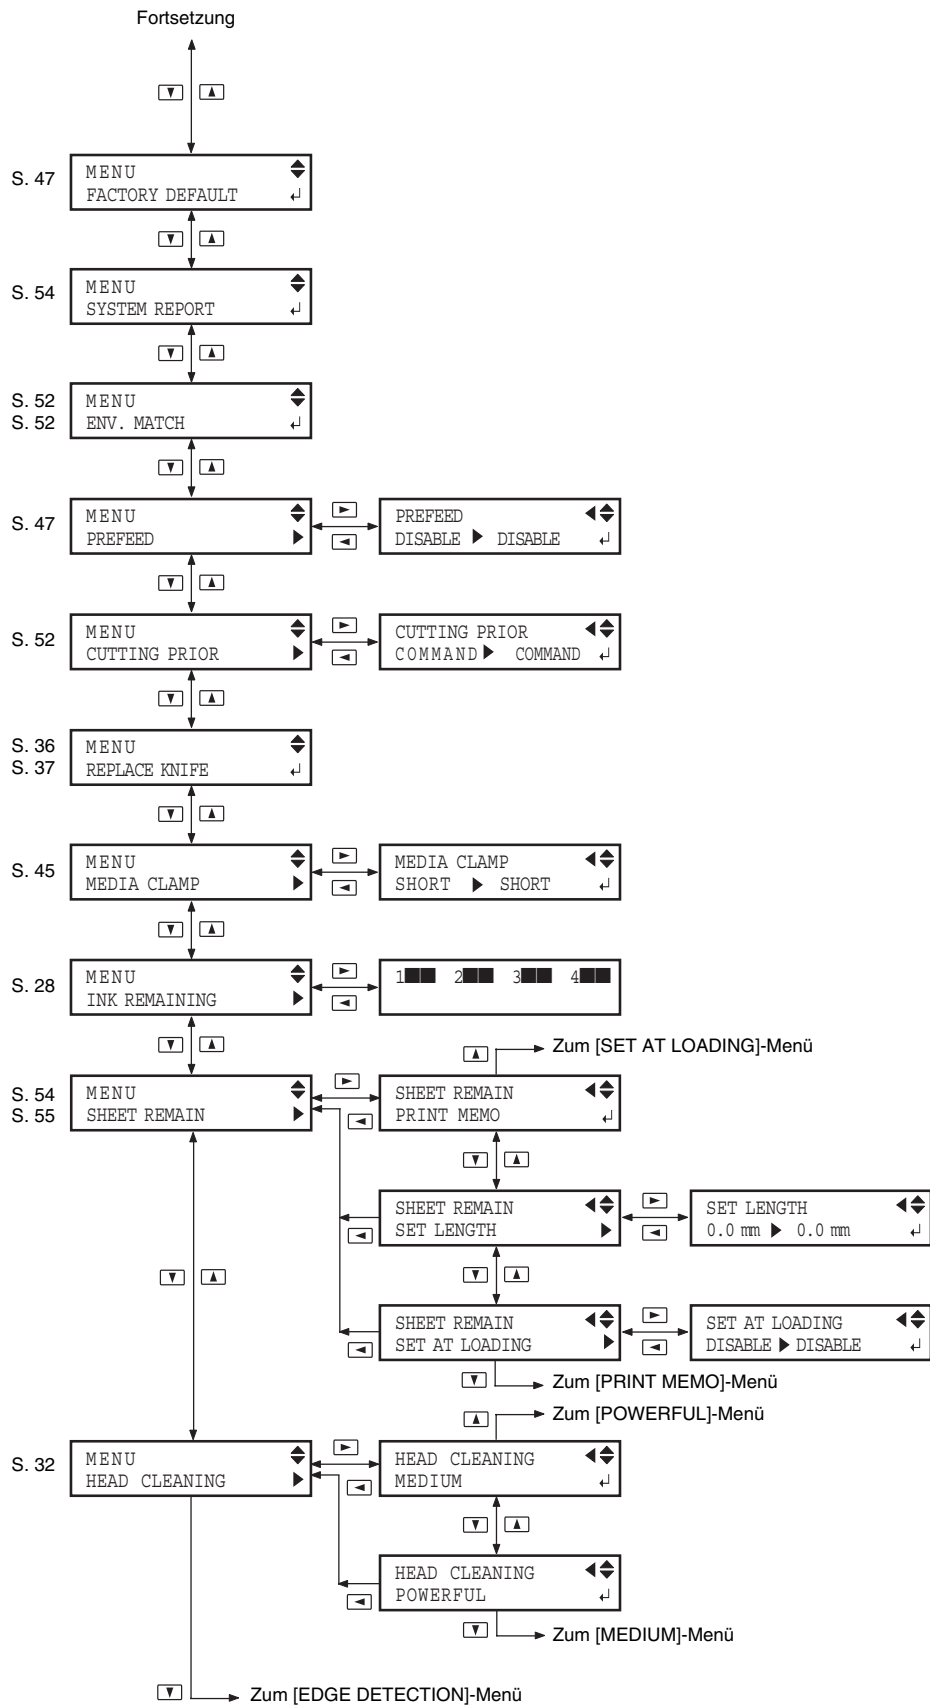 Fortsetzung
S. 47
MENU
FACTORY DEFAULT
S. 54
MENU
SYSTEM REPORT
S. 52
S. 52
MENU
ENV. MATCH
S. 47
MENU
PREFEED
PREFEED
DISABLE DISABLE
S. 52
MENU
CUTTING PRIOR
CUTTING PRIOR
COMMAND COMMAND
S. 36
S. 37
MENU
REPLACE KNIFE
S. 45
MENU
MEDIA CLAMP
MEDIA CLAMP
SHORT SHORT
S. 28
MENU
INK REMAINING
1 2 3 4
Zum [SET AT LOADING]-Menü
S. 54
S. 55
MENU
SHEET REMAIN
SHEET REMAIN
PRINT MEMO
SHEET REMAIN
SET LENGTH
SET LENGTH
0.0 mm 0.0 mm
SHEET REMAIN
SET AT LOADING
SET AT LOADING
DISABLE DISABLE
Zum [PRINT MEMO]-Menü
Zum [POWERFUL]-Menü
S. 32
MENU
HEAD CLEANING
HEAD CLEANING
MEDIUM
HEAD CLEANING
POWERFUL
Zum [MEDIUM]-Menü
Zum [EDGE DETECTION]-Menü